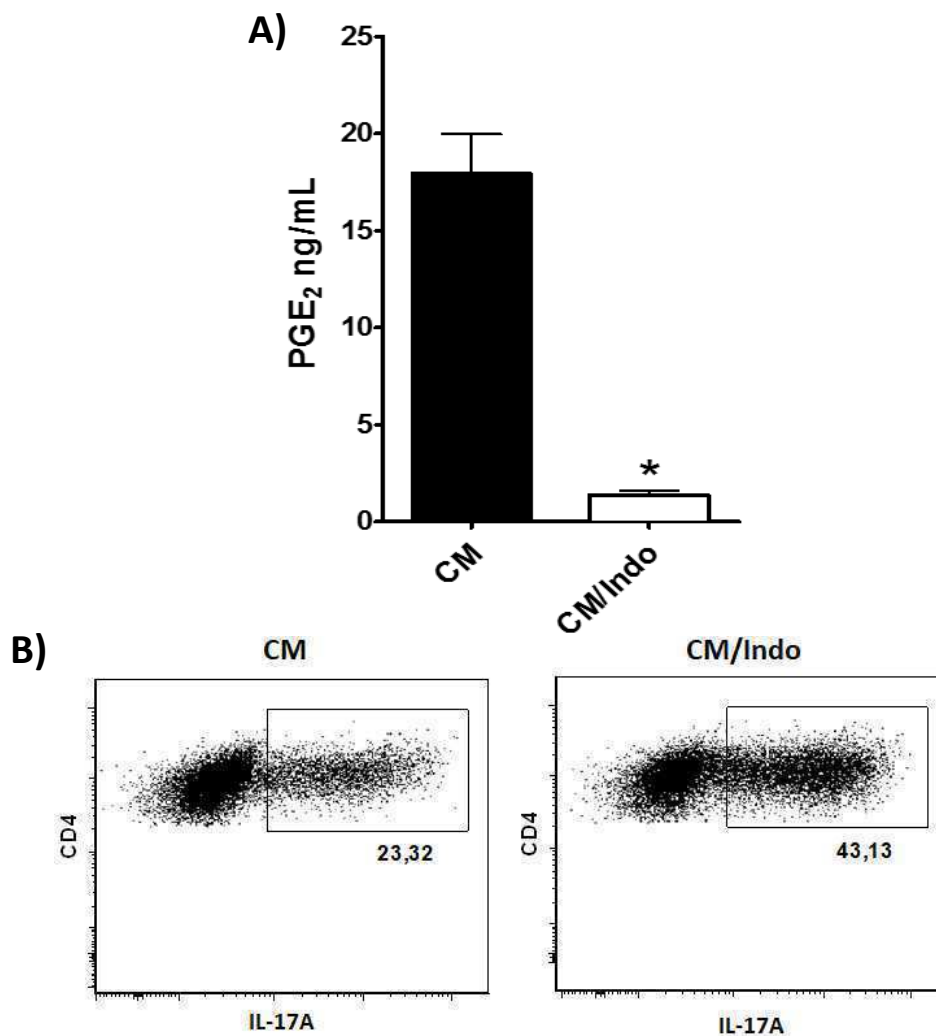 A)
25
20
15
10
5
0
PGE₂ ng/mL
*
CM
CM/Indo
B)
CM
CM/Indo
CD4
23,32
IL-17A
CD4
43,13
IL-17A